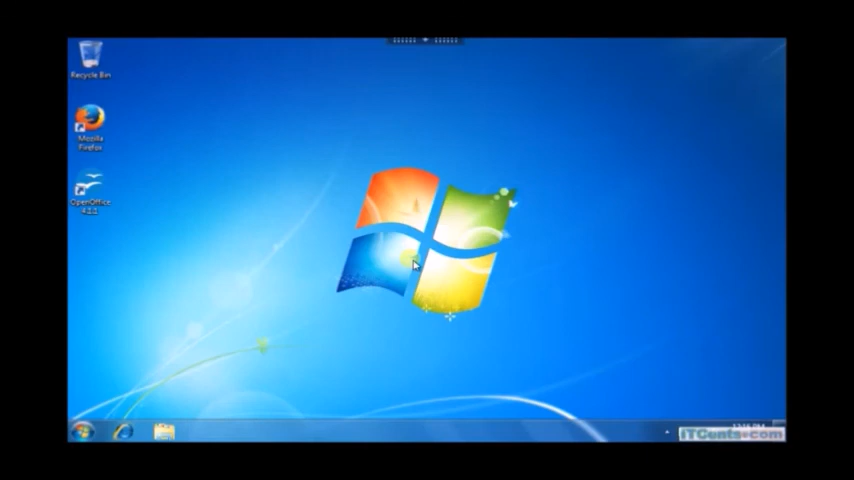 Recycle Bin
Mozilla
Firefox
OpenOffice
ITCents.com